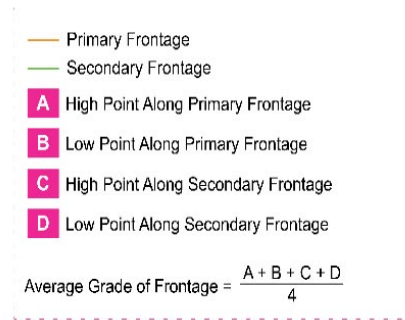 Primary Frontage
Secondary Frontage
A High Point Along Primary Frontage
B Low Point Along Primary Frontage
C High Point Along Secondary Frontage
D Low Point Along Secondary Frontage
Average Grade of Frontage = A + B + C + D
4